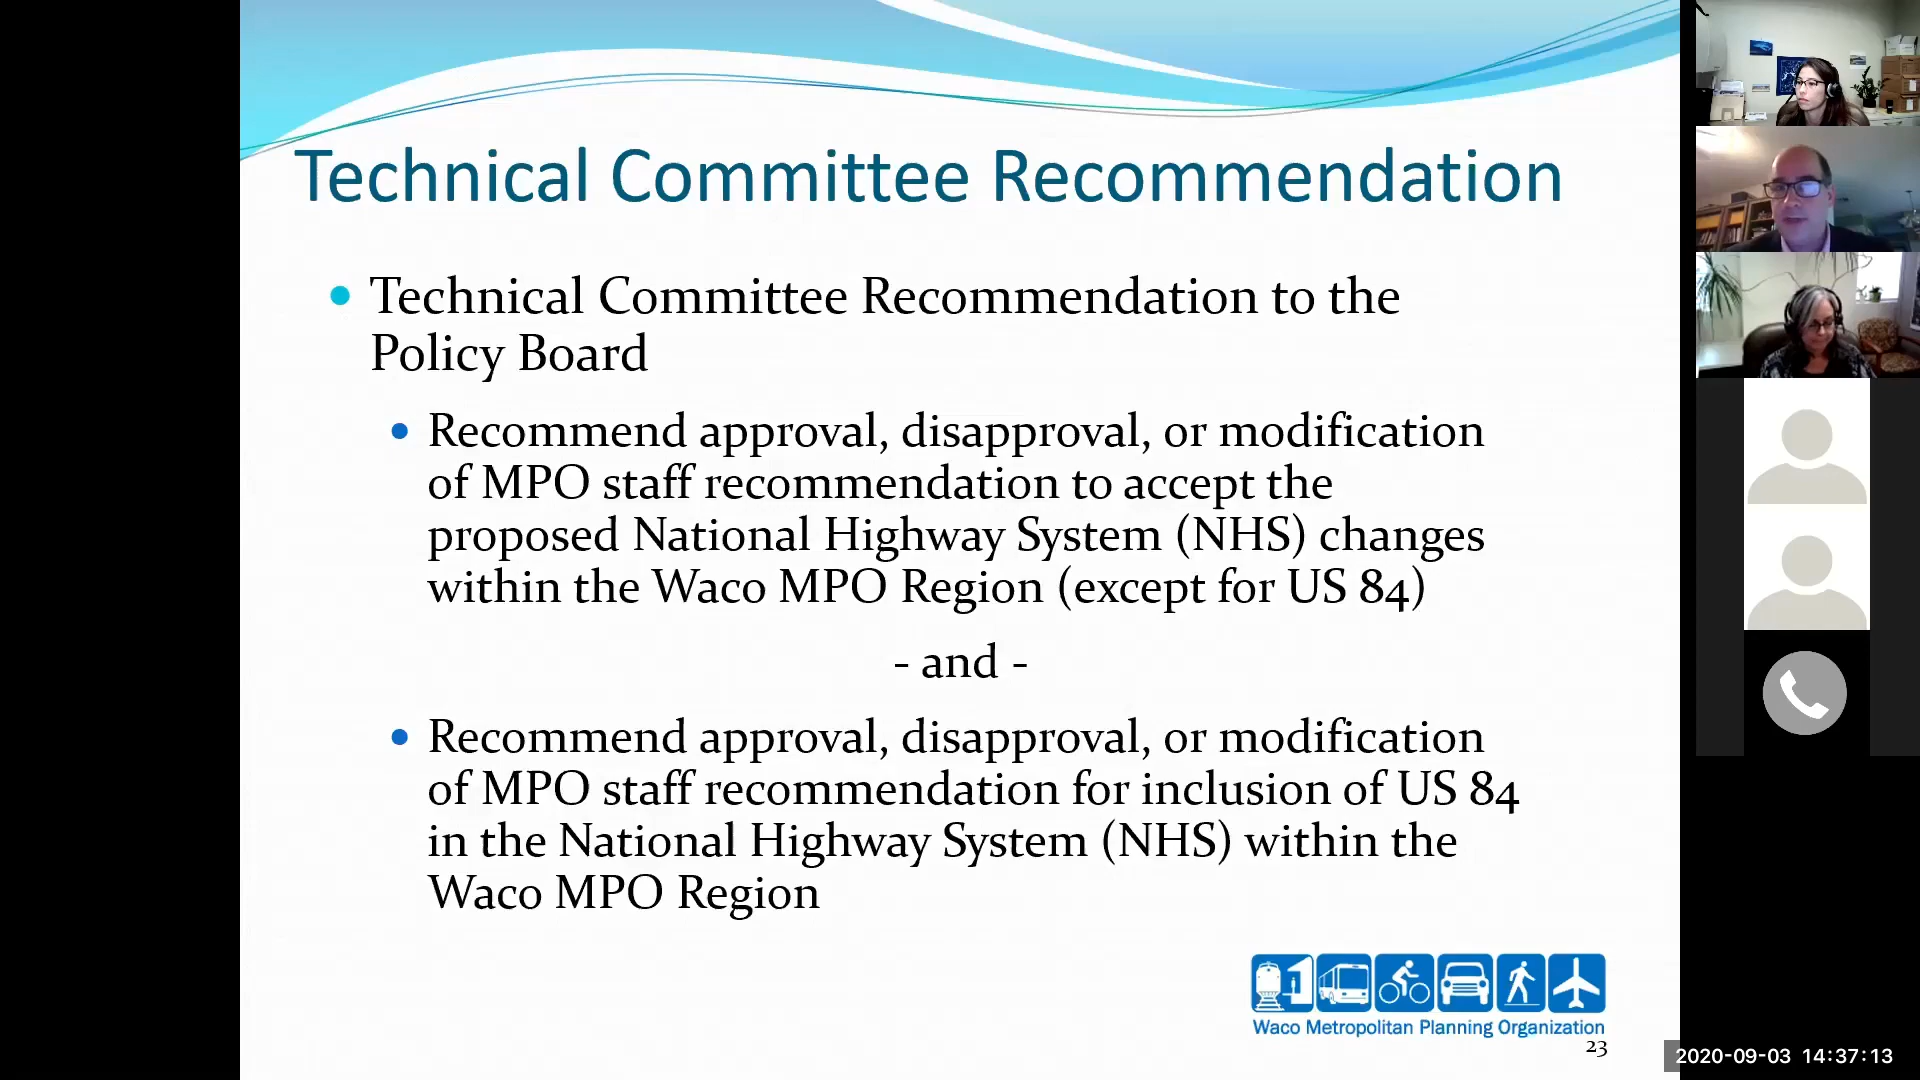 Technical Committee Recommendation
Technical Committee Recommendation to the
Policy Board
Recommend approval, disapproval, or modification
of MPO staff recommendation to accept the
proposed National Highway System (NHS) changes
within the Waco MPO Region (except for US 84)
- and -
Recommend approval, disapproval, or modification
of MPO staff recommendation for inclusion of US 84
in the National Highway System (NHS) within the
Waco MPO Region
Waco Metropolitan Planning Organization
23
2020-09-03 14:37:13